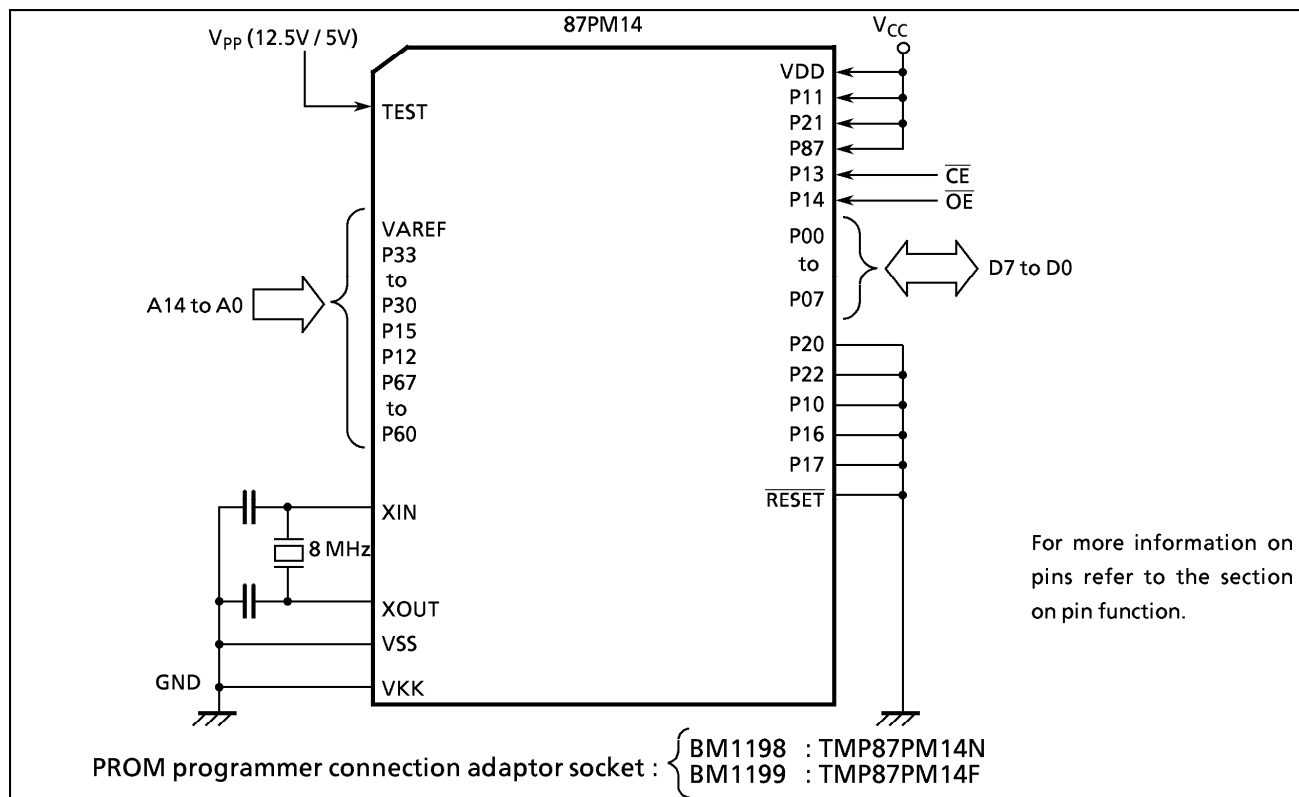 87PM14
VPP (12.5V / 5V)
VCC
TEST
VAREF
P33
to
P30
P15
P12
P67
to
P60
A14 to A0
XIN
8 MHz
XOUT
VSS
GND
VKK
VDD
P11
P21
P87
P13
CE
P14
OE
P00
to
P07
D7 to D0
P20
P22
P10
P16
P17
RESET
For more information on
pins refer to the section
on pin function.
PROM programmer connection adaptor socket :
BM1198 : TMP87PM14N
BM1199 : TMP87PM14F